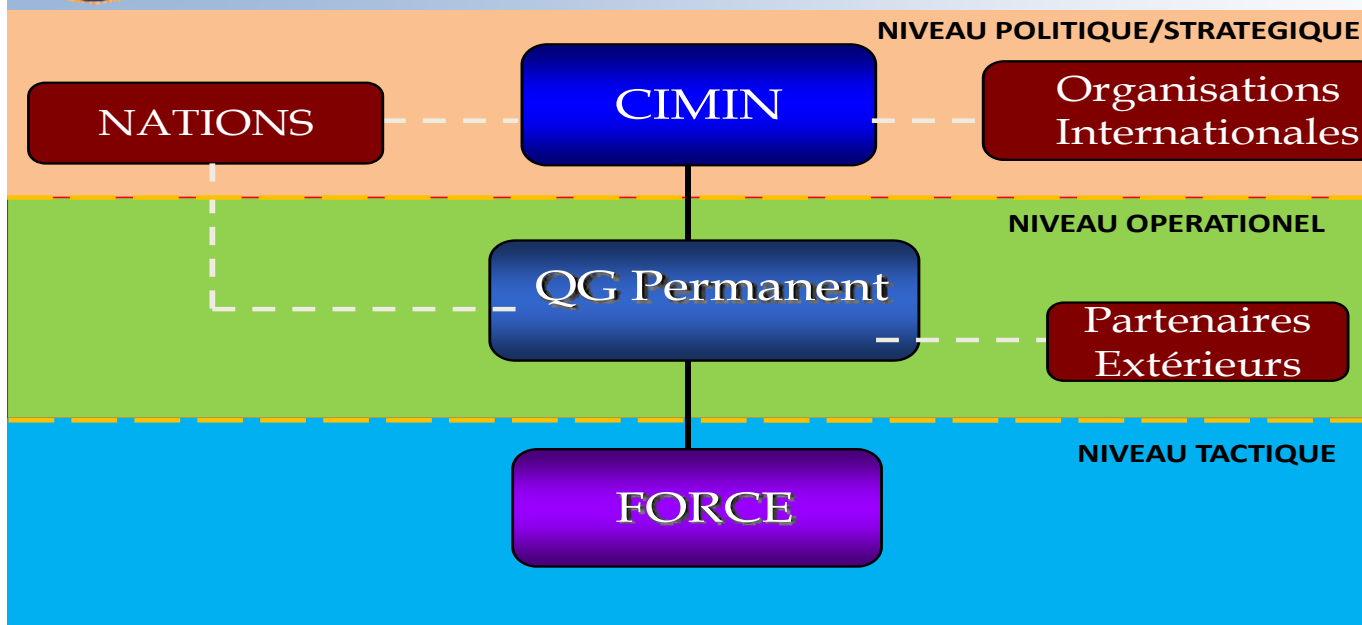 NIVEAU POLITIQUE/STRATEGIQUE
NATIONS
CIMIN
Organisations
Internationales
NIVEAU OPERATIONEL
QG Permanent
Partenaires
Extérieurs
NIVEAU TACTIQUE
FORCE